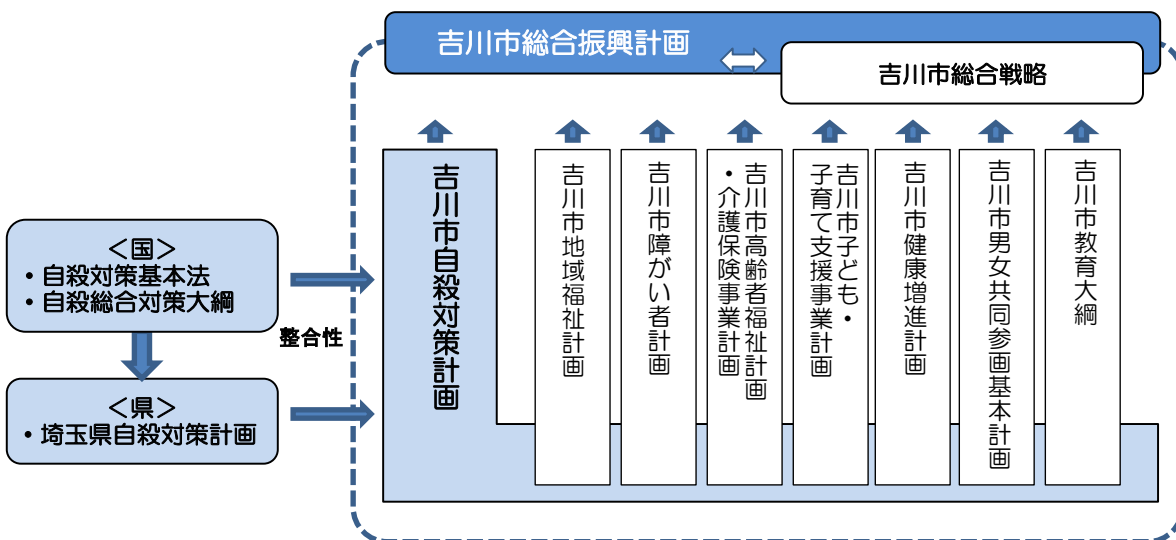 吉川市総合振興計画
吉川市総合戦略
＜国＞
・自殺対策基本法
・自殺総合対策大綱
整合性
＜県＞
・埼玉県自殺対策計画
吉川市自殺対策計画
吉川市地域福祉計画
吉川市障がい者計画
吉川市高齢者福祉計画
・介護保険事業計画
吉川市子ども・
子育て支援事業計画
吉川市健康増進計画
吉川市男女共同参画基本計画
吉川市教育大綱